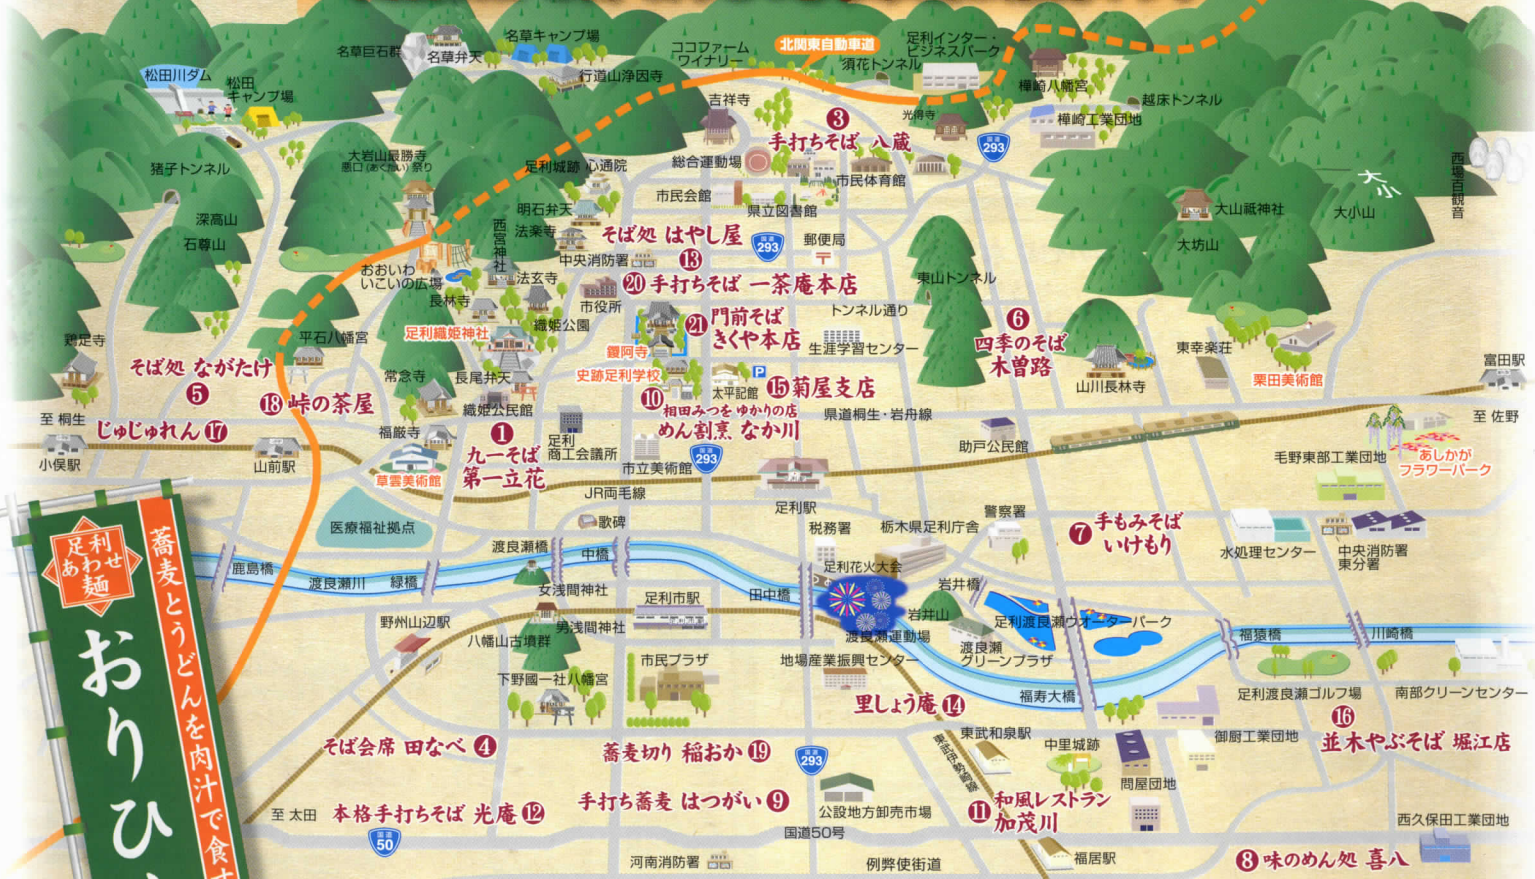 名草巨石群
名草弁天
名草キャンプ場
行道山浄因寺
ココファーム
ワイナリー
北関東自動車道
須花トンネル
足利インター・
ビジネスパーク
樺崎八幡宮
越床トンネル
樺崎工業団地
松田川ダム
松田
キャンプ場
吉祥寺
光得寺
国道
293
③
手打ちそば 八蔵
猪子トンネル
大岩山最勝寺
悪口(あくたい)祭り
足利城跡
心通院
総合運動場
市民体育館
市民会館
県立図書館
西場百観音
大小
大小山
大山祗神社
大坊山
深高山
石尊山
西宮神社
明石弁天
法楽寺
そば処 はやし屋
⑬
国道
293
郵便局
中央消防署
おおいわ
いこいの広場
法玄寺
長林寺
⑳ 手打ちそば 一茶庵本店
東山トンネル
市役所
織姫公園
足利織姫神社
㉑ 門前そば
きくや本店
トンネル通り
生涯学習センター
⑥
四季のそば
木曽路
鶏足寺
平石八幡宮
鑁阿寺
史跡足利学校
太平記館
P
⑮ 菊屋支店
山川長林寺
東幸楽荘
栗田美術館
富田駅
そば処 ながたけ
⑤
常念寺
長尾弁天
⑱ 峠の茶屋
織姫公民館
⑩ 相田みつを ゆかりの店
めん割烹 なか川
県道桐生・岩舟線
至 桐生
じゅじゅれん ⑰
福厳寺
①
九一そば
第一立花
足利
商工会議所
市立美術館
国道
293
助戸公民館
至 佐野
あしかが
フラワーパーク
毛野東部工業団地
小俣駅
山前駅
草雲美術館
JR両毛線
足利駅
医療福祉拠点
歌碑
税務署
栃木県足利庁舎
警察署
⑦ 手もみそば
いけもり
水処理センター
中央消防署
東分署
鹿島橋
渡良瀬川
緑橋
渡良瀬橋
中橋
女浅間神社
田中橋
足利花火大会
岩井橋
岩井山
足利渡良瀬ウオーターパーク
福猿橋
川崎橋
野州山辺駅
八幡山古墳群
男浅間神社
足利市駅
渡良瀬運動場
渡良瀬
グリーンプラザ
下野國一社八幡宮
市民プラザ
地場産業振興センター
福寿大橋
足利渡良瀬ゴルフ場
南部クリーンセンター
里しょう庵 ⑭
⑯
並木やぶそば 堀江店
そば会席 田なべ ④
蕎麦切り 稲おか ⑲
国道
293
東武和泉駅
東武伊勢崎線
中里城跡
御厨工業団地
問屋団地
至 太田
本格手打ちそば 光庵 ⑫
手打ち蕎麦 はつがい ⑨
公設地方卸売市場
⑪ 和風レストラン
加茂川
国道
50
国道50号
西久保田工業団地
河南消防署
例弊使街道
福居駅
⑧ 味のめん処 喜八
足利
あわせ
麺
蕎麦とうどんを肉汁で食す
おりひ